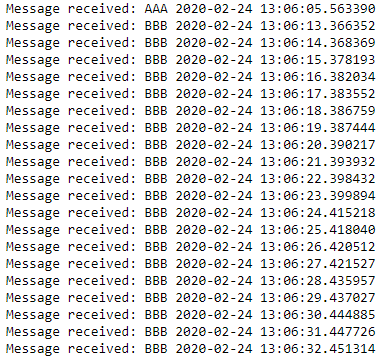 Message received: AAA 2020-02-24 13:06:05.563390
Message received: BBB 2020-02-24 13:06:13.366352
Message received: BBB 2020-02-24 13:06:14.368369
Message received: BBB 2020-02-24 13:06:15.378193
Message received: BBB 2020-02-24 13:06:16.382034
Message received: BBB 2020-02-24 13:06:17.383552
Message received: BBB 2020-02-24 13:06:18.386759
Message received: BBB 2020-02-24 13:06:19.387444
Message received: BBB 2020-02-24 13:06:20.390217
Message received: BBB 2020-02-24 13:06:21.393932
Message received: BBB 2020-02-24 13:06:22.398432
Message received: BBB 2020-02-24 13:06:23.399894
Message received: BBB 2020-02-24 13:06:24.415218
Message received: BBB 2020-02-24 13:06:25.418040
Message received: BBB 2020-02-24 13:06:26.420512
Message received: BBB 2020-02-24 13:06:27.421527
Message received: BBB 2020-02-24 13:06:28.435957
Message received: BBB 2020-02-24 13:06:29.437027
Message received: BBB 2020-02-24 13:06:30.444885
Message received: BBB 2020-02-24 13:06:31.447726
Message received: BBB 2020-02-24 13:06:32.451314